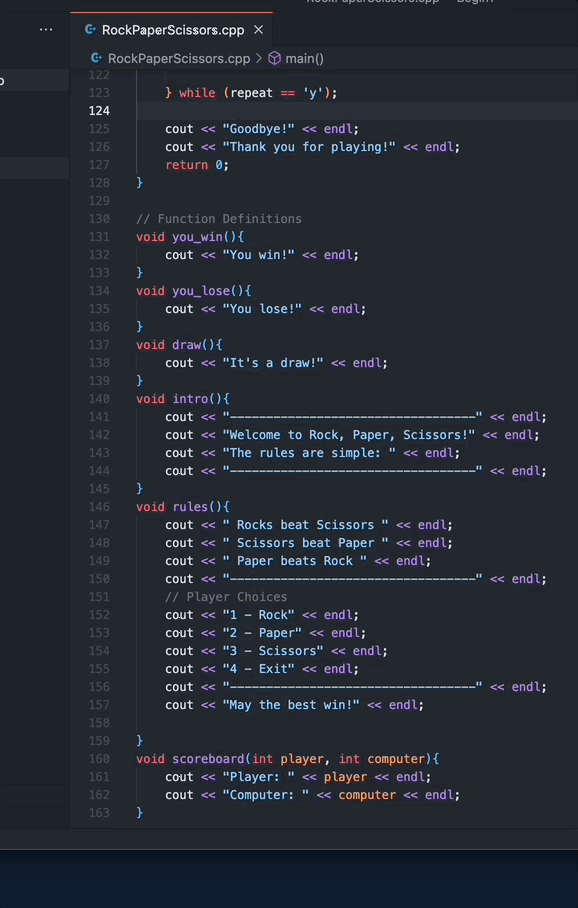 RockPaperScissors.cpp
RockPaperScissors.cpp > main()
122
123 } while (repeat == 'y');
124
125 cout << "Goodbye!" << endl;
126 cout << "Thank you for playing!" << endl;
127 return 0;
128 }
129
130 // Function Definitions
131 void you_win(){
132 cout << "You win!" << endl;
133 }
134 void you_lose(){
135 cout << "You lose!" << endl;
136 }
137 void draw(){
138 cout << "It's a draw!" << endl;
139 }
140 void intro(){
141 cout << "----------------------------------" << endl;
142 cout << "Welcome to Rock, Paper, Scissors!" << endl;
143 cout << "The rules are simple: " << endl;
144 cout << "----------------------------------" << endl;
145 }
146 void rules(){
147 cout << " Rocks beat Scissors " << endl;
148 cout << " Scissors beat Paper " << endl;
149 cout << " Paper beats Rock " << endl;
150 cout << "----------------------------------" << endl;
151 // Player Choices
152 cout << "1 - Rock" << endl;
153 cout << "2 - Paper" << endl;
154 cout << "3 - Scissors" << endl;
155 cout << "4 - Exit" << endl;
156 cout << "----------------------------------" << endl;
157 cout << "May the best win!" << endl;
158
159 }
160 void scoreboard(int player, int computer){
161 cout << "Player: " << player << endl;
162 cout << "Computer: " << computer << endl;
163 }